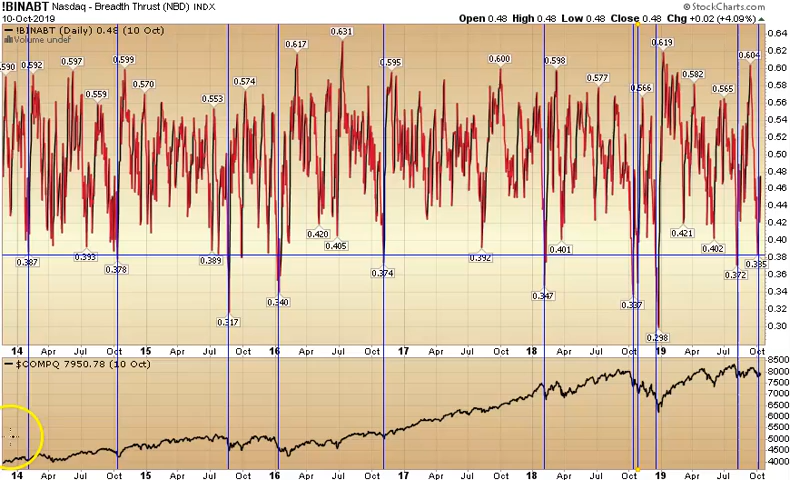 !BINABT Nasdaq - Breadth Thrust (NBD) INDX
© StockCharts.com
10-Oct-2019
Open 0.48 High 0.48 Low 0.48 Close 0.48 Chg +0.02 (+4.09%)
!BINABT (Daily) 0.48 (10 Oct)
Volume undef
0.590 0.592 0.597 0.559 0.599 0.570 0.553 0.574 0.617 0.631 0.595 0.600 0.598 0.577 0.566 0.619 0.582 0.565 0.604
0.387 0.393 0.378 0.389 0.317 0.340 0.420 0.405 0.374 0.392 0.347 0.401 0.337 0.298 0.421 0.402 0.372 0.385
0.64
0.62
0.60
0.58
0.56
0.54
0.52
0.50
0.48
0.46
0.44
0.42
0.40
0.38
0.36
0.34
0.32
0.30
14 Apr Jul Oct 15 Apr Jul Oct 16 Apr Jul Oct 17 Apr Jul Oct 18 Apr Jul Oct 19 Apr Jul Oct
$COMPQ 7950.78 (10 Oct)
8500
8000
7500
7000
6500
6000
5500
5000
4500
4000
14 Apr Jul Oct 15 Apr Jul Oct 16 Apr Jul Oct 17 Apr Jul Oct 18 Apr Jul Oct 19 Apr Jul Oct